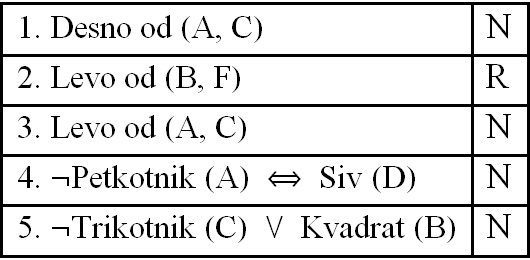 1. Desno od (A, C) N
2. Levo od (B, F) R
3. Levo od (A, C) N
4. ¬Petkotnik (A) ⇔ Siv (D) N
5. ¬Trikotnik (C) \/ Kvadrat (B) N